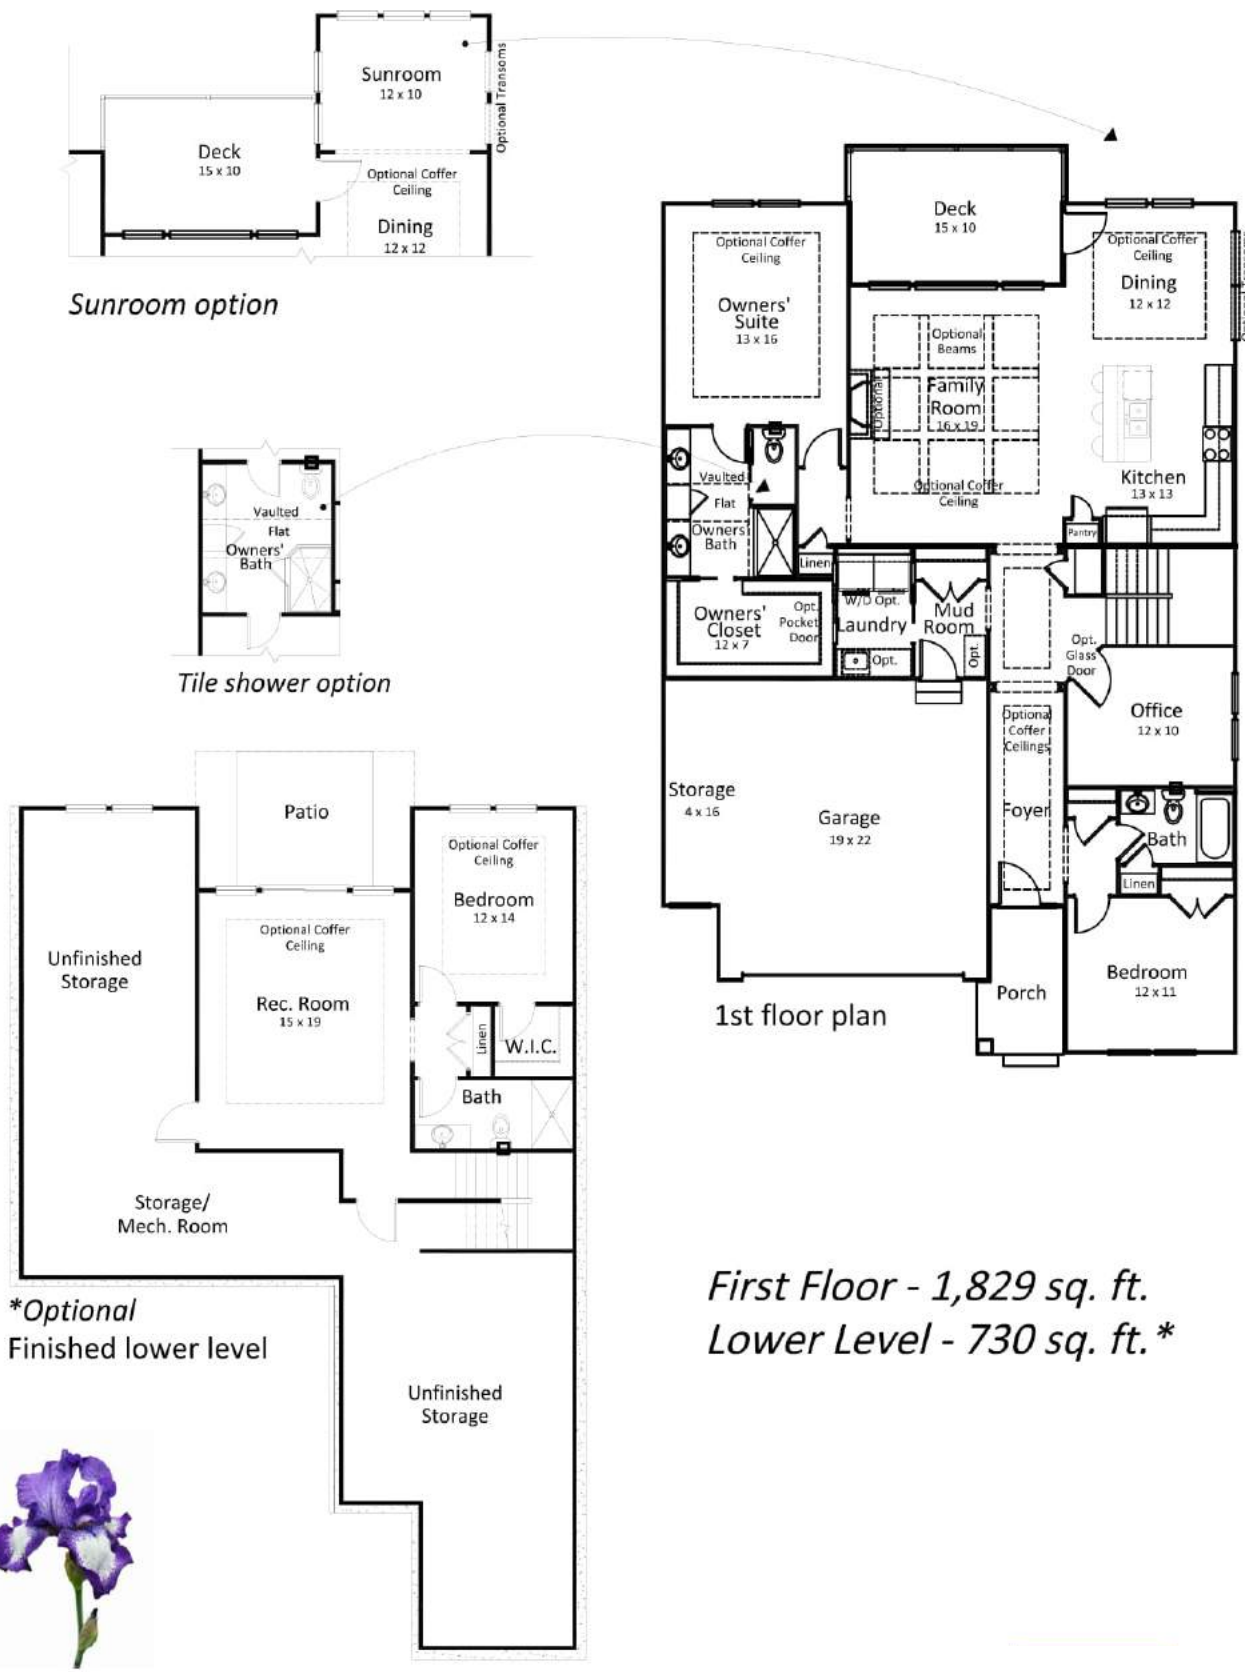 Sunroom
12 x 10
Optional Transoms
Deck
15 x 10
Optional Coffer
Ceiling
Dining
12 x 12
Sunroom option
Vaulted
Flat
Owners'
Bath
Tile shower option
Deck
15 x 10
Optional Coffer
Ceiling
Owners'
Suite
13 x 16
Optional Coffer
Ceiling
Dining
12 x 12
Optional
Beams
Optional
Family
Room
16 x 19
Optional Coffer
Ceiling
Kitchen
13 x 13
Pantry
Vaulted
Flat
Owners'
Bath
Linen
Owners'
Closet
12 x 7
Opt.
Pocket
Door
W/D Opt.
Laundry
Opt.
Mud
Room
Opt.
Opt.
Glass
Door
Office
12 x 10
Optional
Coffer
Ceilings
Foyer
Storage
4 x 16
Garage
19 x 22
Bath
Linen
Bedroom
12 x 11
Porch
1st floor plan
Patio
Optional Coffer
Ceiling
Bedroom
12 x 14
Unfinished
Storage
Optional Coffer
Ceiling
Rec. Room
15 x 19
Linen
W.I.C.
Bath
Storage/
Mech. Room
*Optional
Finished lower level
Unfinished
Storage
First Floor - 1,829 sq. ft.
Lower Level - 730 sq. ft.*